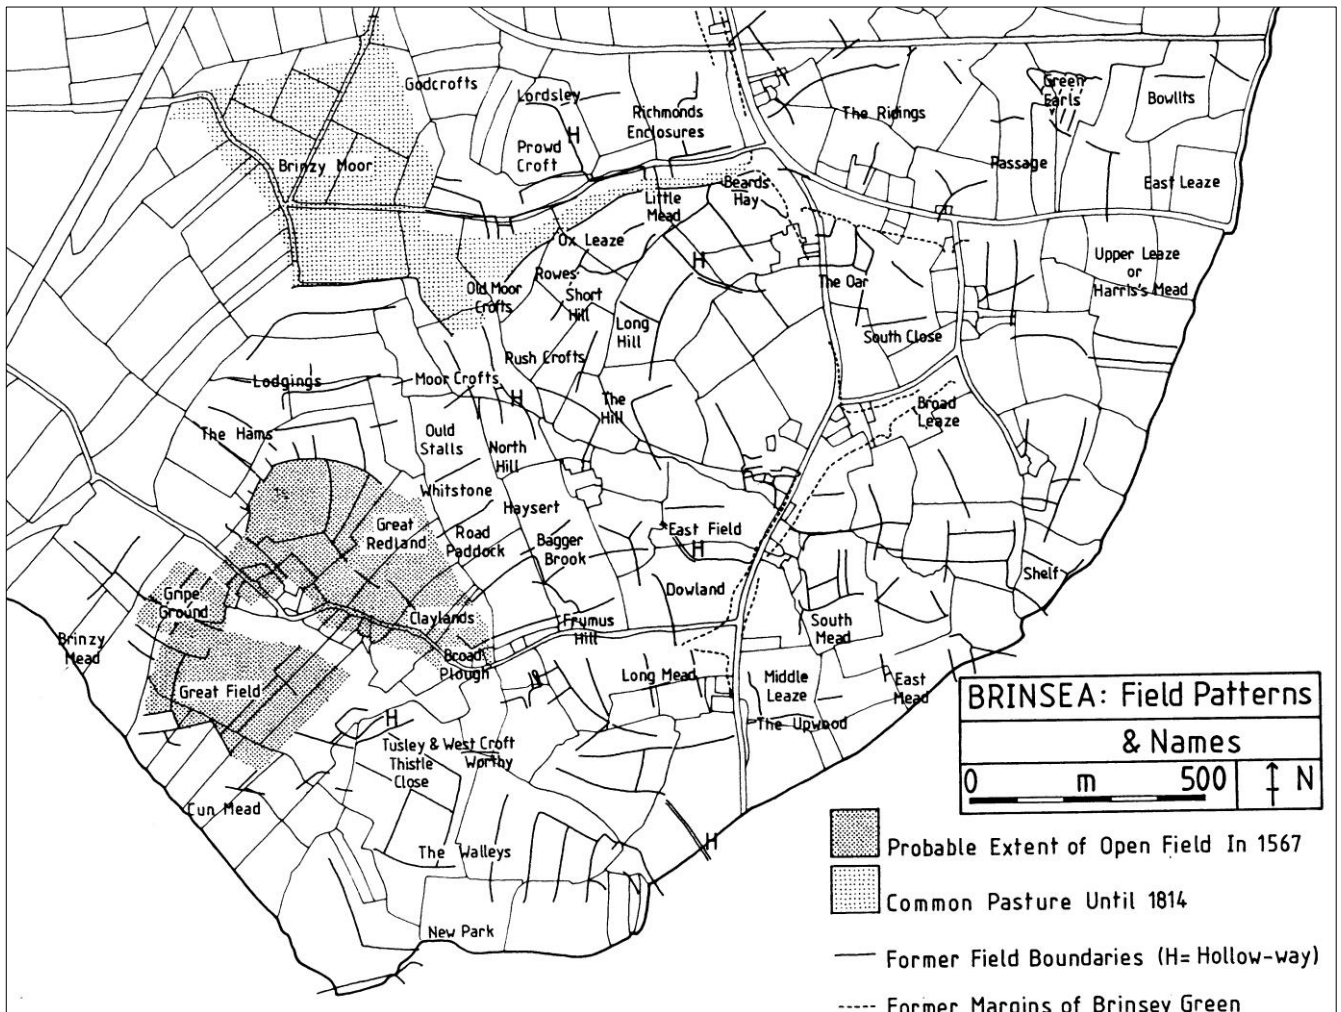 Godcrofts
Lordsley
Green
Earls
Bowllts
Richmonds
Enclosures
The Ridings
H
Prowd
Croft
Brinzy Moor
Passage
East Leaze
Beards
Hay
Little
Mead
H
Ox Leaze
H
Upper Leaze
or
Harris's Mead
Rowes
The Oar
Old Moor
Crofts
Short
Hill
Long
Hill
South Close
Rush Crofts
Lodgings
Moor Crofts
H
The
Hill
Broad
Leaze
The Hams
Ould
Stalls
North
Hill
Whitstone
Haysert
Great
Redland
Road
Paddock
Bagger
Brook
East Field
H
Shelf
Gripe
Ground
Dowland
Claylands
Frumus
Hill
South
Mead
Brinzy
Mead
Broad
Plough
Great Field
Long Mead
Middle
Leaze
East
Mead
H
The Upwood
Tusley & West Croft
Thistle
Close
Worthy
Cun Mead
H
The Walleys
New Park
BRINSEA: Field Patterns
& Names
0 m 500
N
Probable Extent of Open Field In 1567
Common Pasture Until 1814
Former Field Boundaries (H= Hollow-way)
Former Margins of Brinsey Green